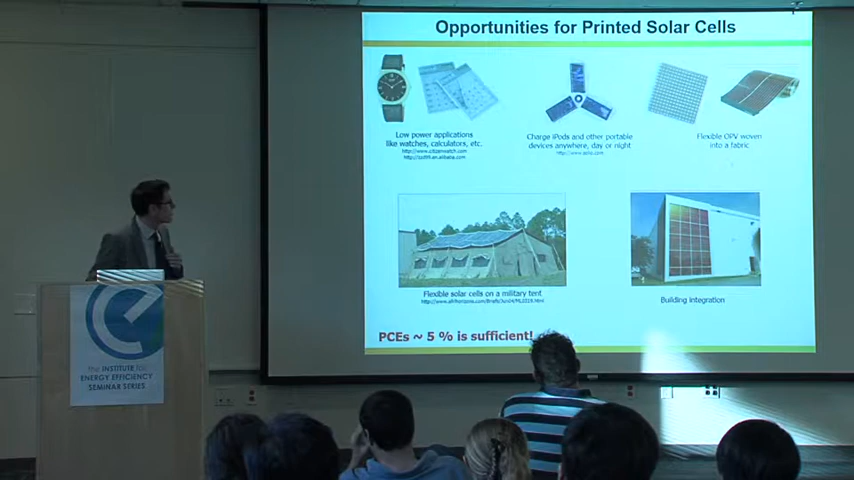 Opportunities for Printed Solar Cells
Low power applications
like watches, calculators, etc.
Charge iPods and other portable
devices anywhere, day or night
Flexible OPV woven
into a fabric
Flexible solar cells on a military tent
Building integration
PCEs ~ 5 % is sufficient!
the INSTITUTE for
ENERGY EFFICIENCY
SEMINAR SERIES